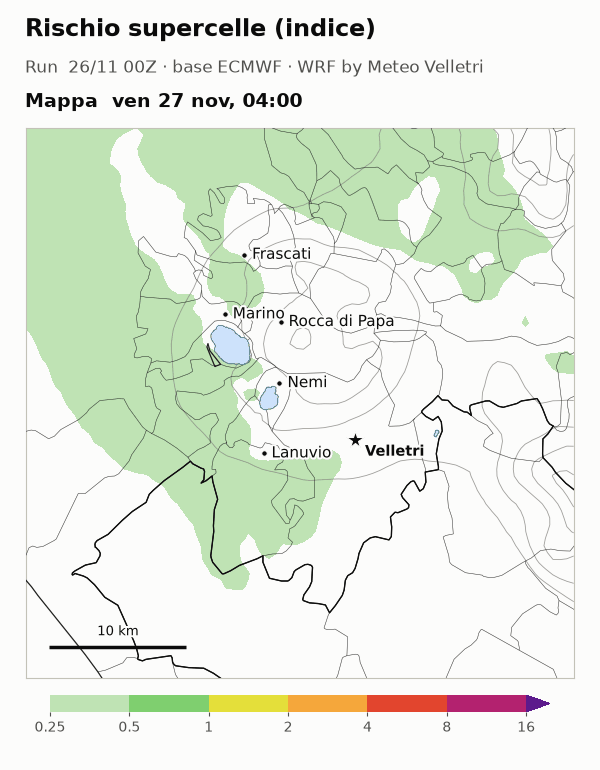 Rischio supercelle (indice)
Run 26/11 00Z · base ECMWF · WRF by Meteo Velletri
Mappa ven 27 nov, 04:00
Frascati
Marino
Rocca di Papa
Nemi
Velletri
Lanuvio
10 km
0.25 0.5 1 2 4 8 16